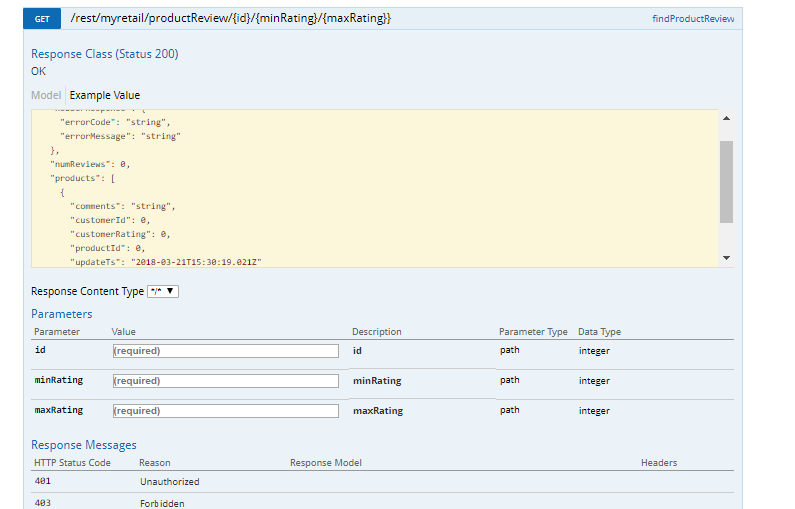 GET /rest/myretail/productReview/{id}/{minRating}/{maxRating}} findProductReview
Response Class (Status 200)
OK
Model Example Value
"errorCode": "string",
"errorMessage": "string"
},
"numReviews": 0,
"products": [
{
"comments": "string",
"customerId": 0,
"customerRating": 0,
"productId": 0,
"updateTs": "2018-03-21T15:30:19.021Z"
Response Content Type */*
Parameters
Parameter Value Description Parameter Type Data Type
id (required) id path integer
minRating (required) minRating path integer
maxRating (required) maxRating path integer
Response Messages
HTTP Status Code Reason Response Model Headers
401 Unauthorized
403 Forbidden